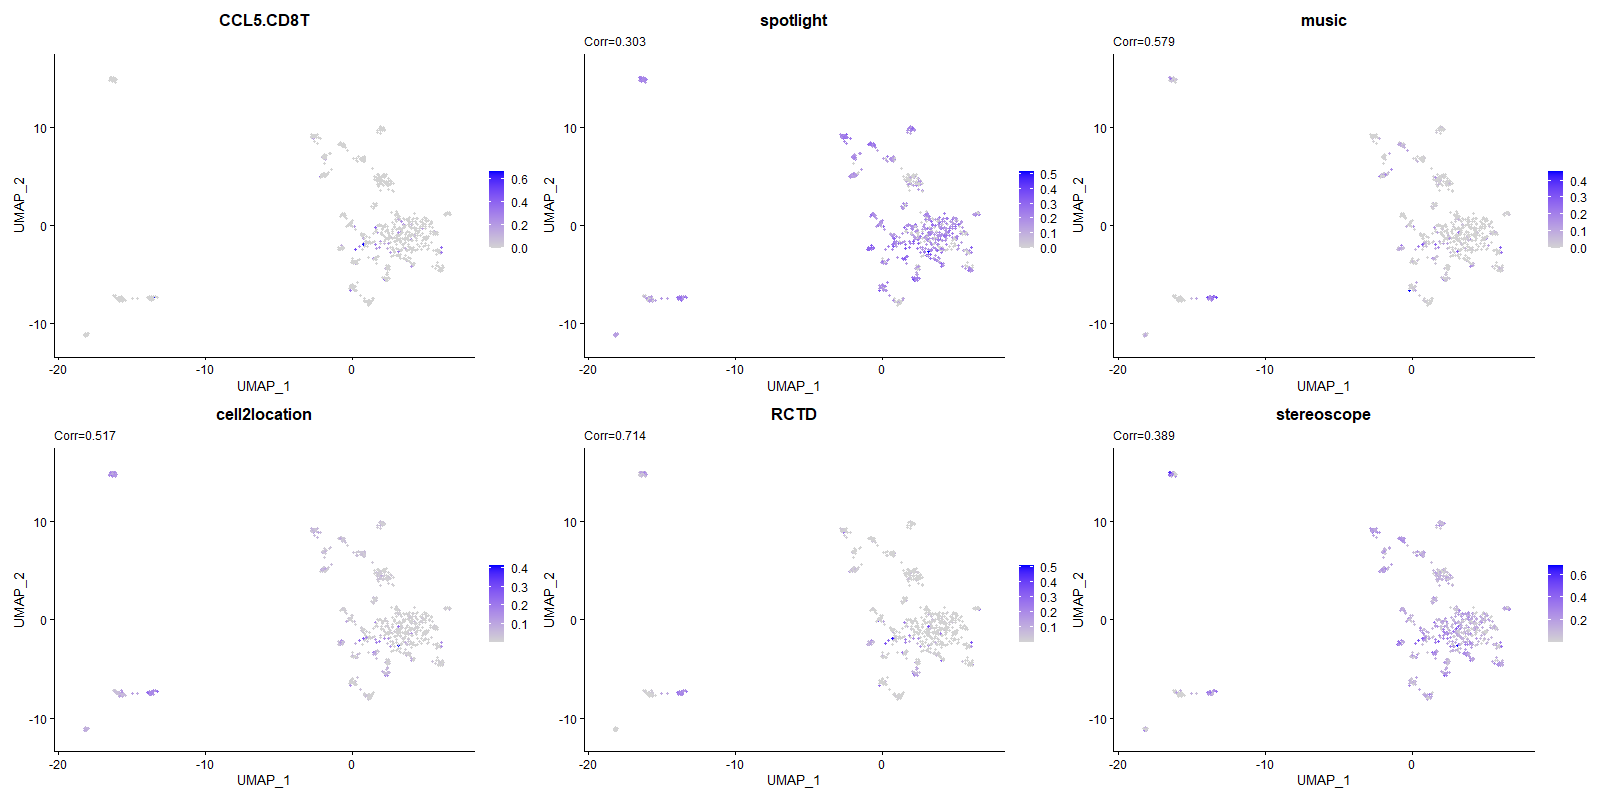 CCL5.CD8T
10
0
-10
-20
-10
0
UMAP_2
UMAP_1
0.6
0.4
0.2
0.0
spotlight
Corr=0.303
10
0
-10
-20
-10
0
UMAP_2
UMAP_1
0.5
0.4
0.3
0.2
0.1
0.0
music
Corr=0.579
10
0
-10
-20
-10
0
UMAP_2
UMAP_1
0.4
0.3
0.2
0.1
0.0
cell2location
Corr=0.517
10
0
-10
-20
-10
0
UMAP_2
UMAP_1
0.4
0.3
0.2
0.1
RCTD
Corr=0.714
10
0
-10
-20
-10
0
UMAP_2
UMAP_1
0.5
0.4
0.3
0.2
0.1
stereoscope
Corr=0.389
10
0
-10
-20
-10
0
UMAP_2
UMAP_1
0.6
0.4
0.2